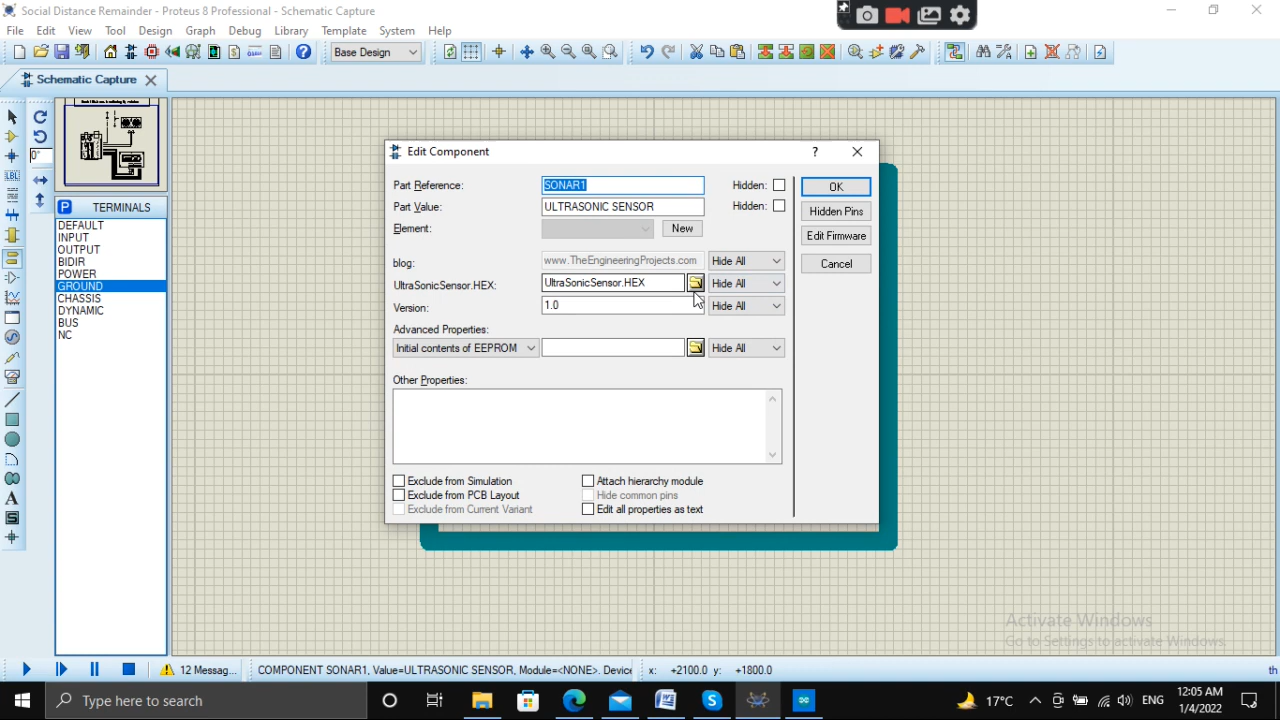 Social Distance Remainder - Proteus 8 Professional - Schematic Capture
File Edit View Tool Design Graph Debug Library Template System Help
Base Design
Schematic Capture
0°
P TERMINALS
DEFAULT
INPUT
OUTPUT
BIDIR
POWER
GROUND
CHASSIS
DYNAMIC
BUS
NC
Edit Component ?
Part Reference: SONAR1 Hidden: OK
Part Value: ULTRASONIC SENSOR Hidden: Hidden Pins
Element: New Edit Firmware
blog: www.TheEngineeringProjects.com Hide All Cancel
UltraSonicSensor.HEX: UltraSonicSensor.HEX Hide All
Version: 1.0 Hide All
Advanced Properties:
Initial contents of EEPROM Hide All
Other Properties:
Exclude from Simulation Attach hierarchy module
Exclude from PCB Layout Hide common pins
Exclude from Current Variant Edit all properties as text
Activate Windows
Go to Settings to activate Windows.
12 Messag... COMPONENT SONAR1, Value=ULTRASONIC SENSOR, Module=<NONE>. Device x: +2100.0 y: +1800.0 th
Type here to search 17°C ENG 12:05 AM
1/4/2022